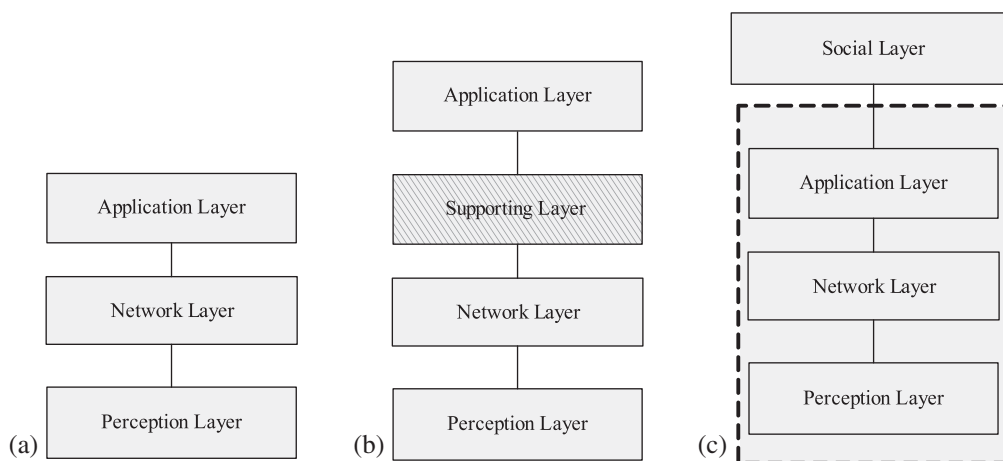 Application Layer
Network Layer
Perception Layer
(a)
Application Layer
Supporting Layer
Network Layer
Perception Layer
(b)
Social Layer
Application Layer
Network Layer
Perception Layer
(c)